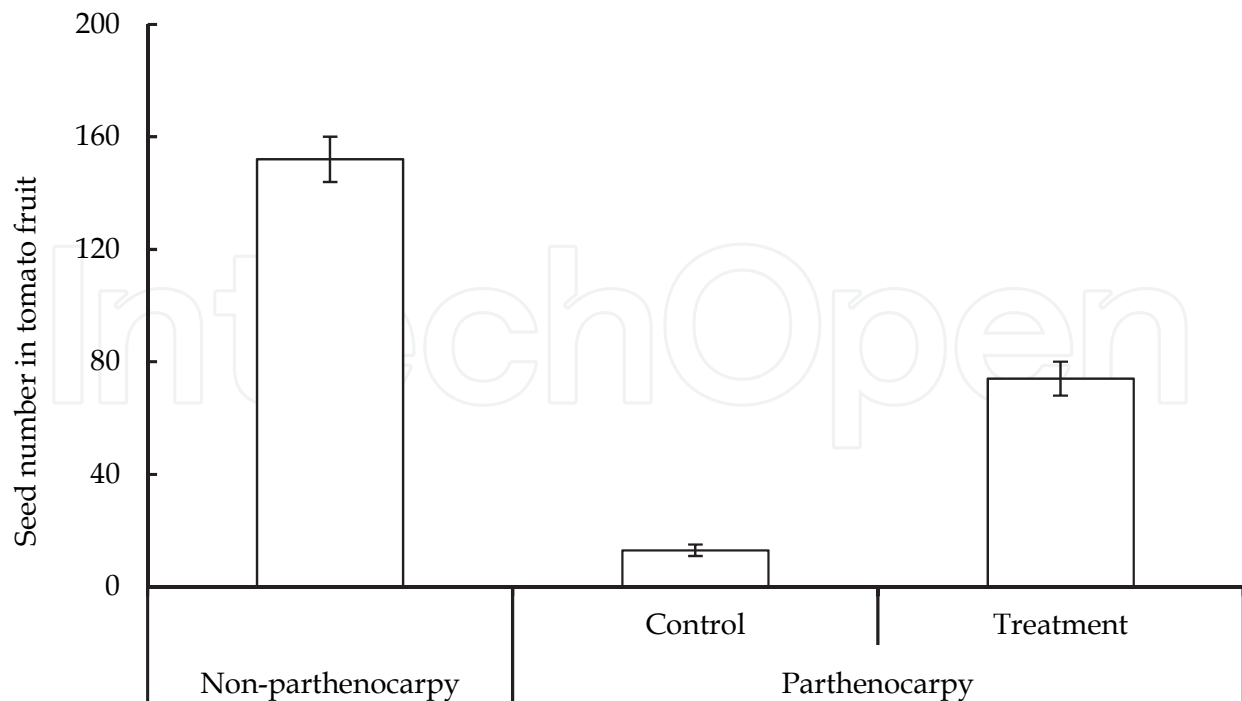 200
160
120
80
40
0
Seed number in tomato fruit
IntechOpen
Control
Treatment
Non-parthenocarpy
Parthenocarpy